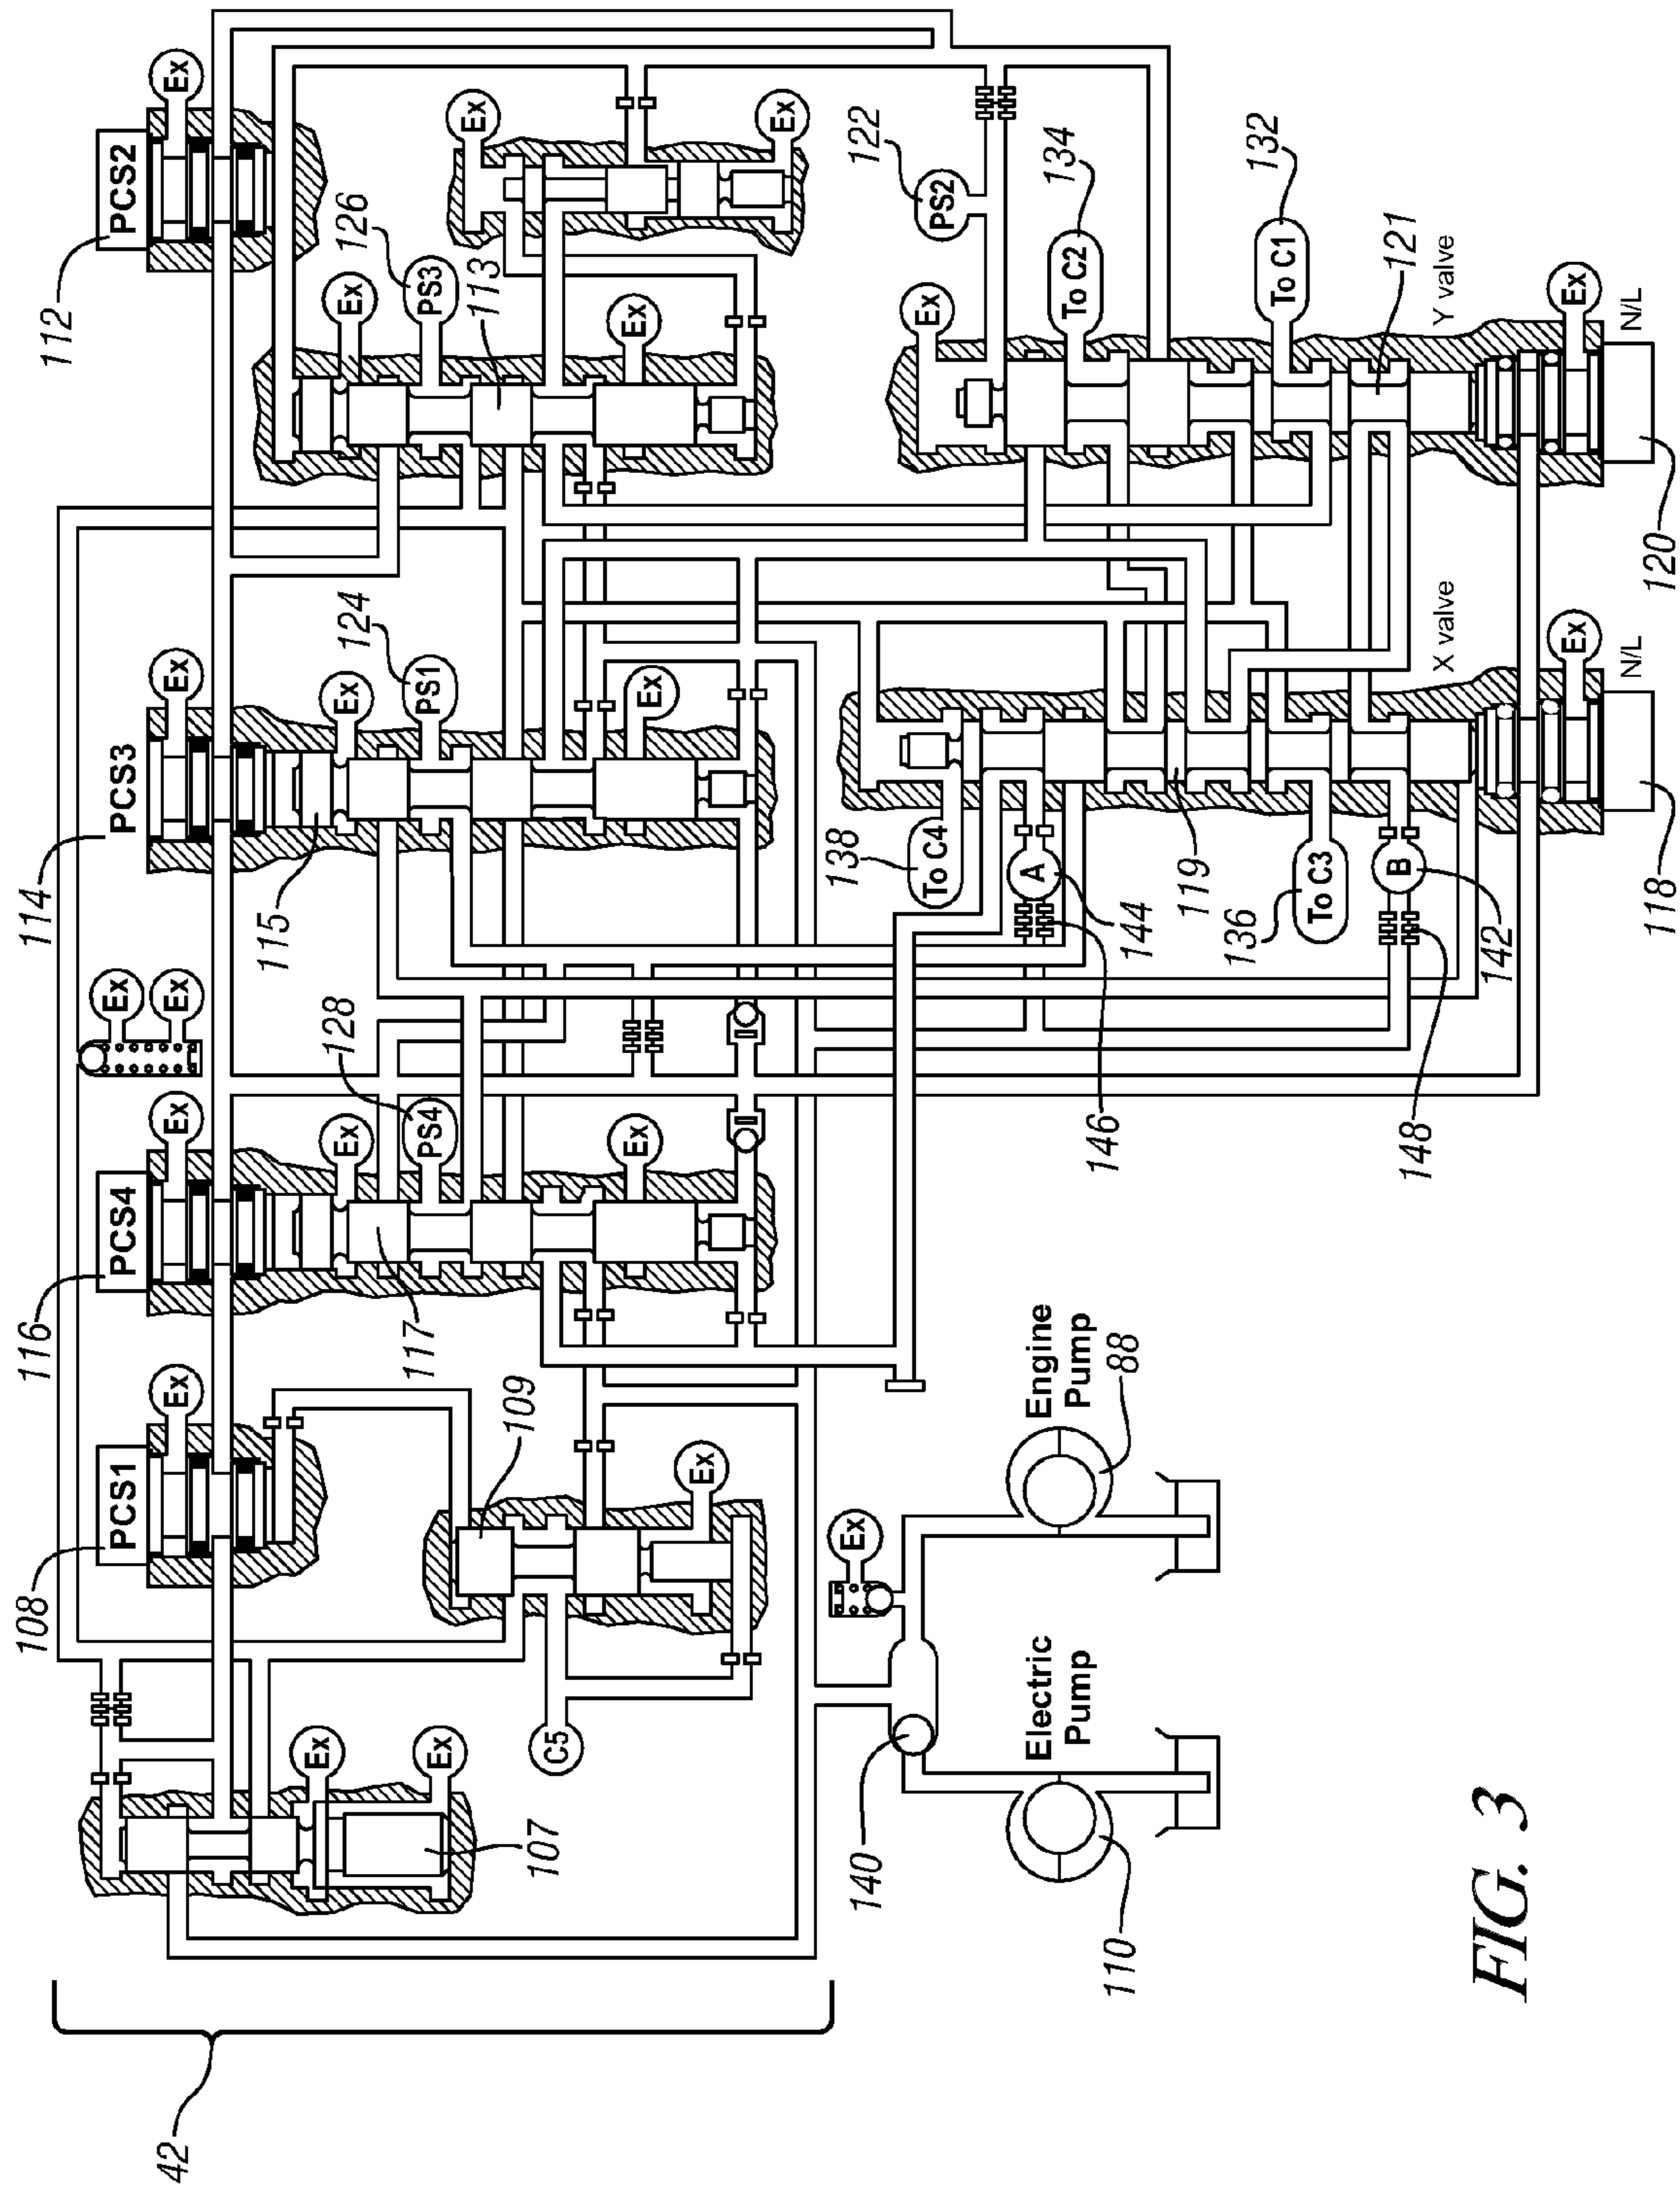 112
PCS2
Ex
126
Ex
Ex
122
PS2
134
To C2
132
To C1
121
Y valve
Ex
N/L
120
Ex
PS3
113
Ex
Ex
114
PCS3
Ex
124
Ex
PS1
Ex
115
138
To C4
A
144
119
136
To C3
B
142
X valve
Ex
N/L
118
Ex
Ex
128
146
148
116
PCS4
Ex
Ex
PS4
Ex
117
108
PCS1
Ex
109
Ex
C5
Ex
Ex
107
Ex
Engine
Pump
88
Electric
Pump
140
110
42
FIG. 3